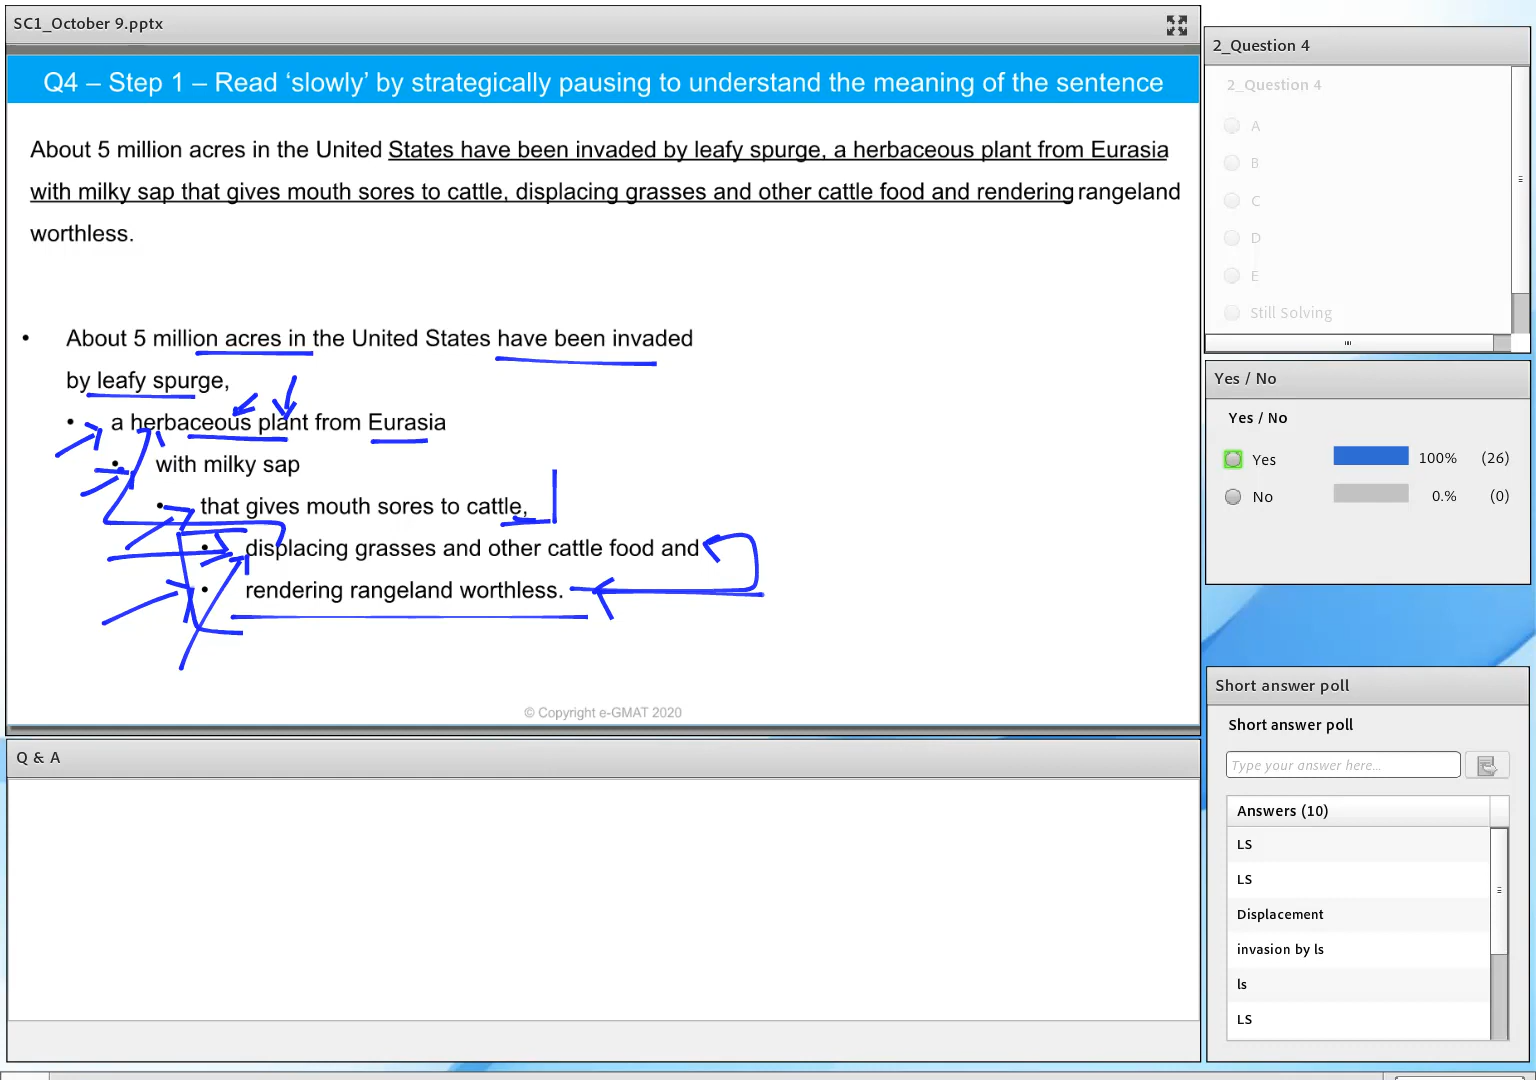 SC1_October 9.pptx
Q4 – Step 1 – Read ‘slowly’ by strategically pausing to understand the meaning of the sentence
About 5 million acres in the United States have been invaded by leafy spurge, a herbaceous plant from Eurasia
with milky sap that gives mouth sores to cattle, displacing grasses and other cattle food and rendering rangeland
worthless.
• About 5 million acres in the United States have been invaded
by leafy spurge,
• a herbaceous plant from Eurasia
• with milky sap
• that gives mouth sores to cattle,
• displacing grasses and other cattle food and
• rendering rangeland worthless.
© Copyright e-GMAT 2020
Q & A
2_Question 4
2_Question 4
A
B
C
D
E
Still Solving
Yes / No
Yes / No
Yes 100% (26)
No 0.% (0)
Short answer poll
Short answer poll
Type your answer here...
Answers (10)
LS
LS
Displacement
invasion by ls
ls
LS